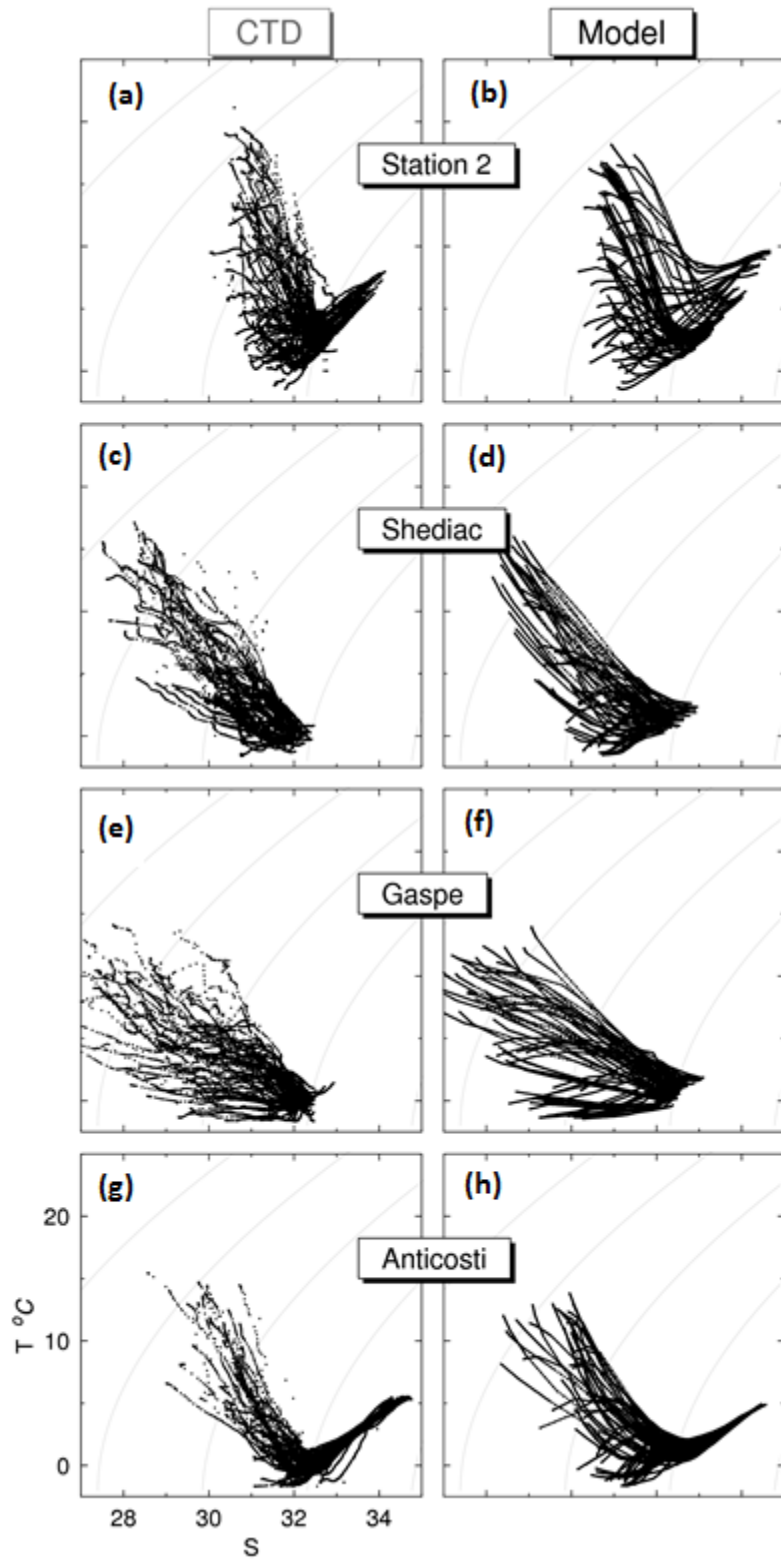 CTD Model
(a) (b)
Station 2
(c) (d)
Shediac
(e) (f)
Gaspe
(g) (h)
Anticosti
20
10
0
T °C
28 30 32 34
S